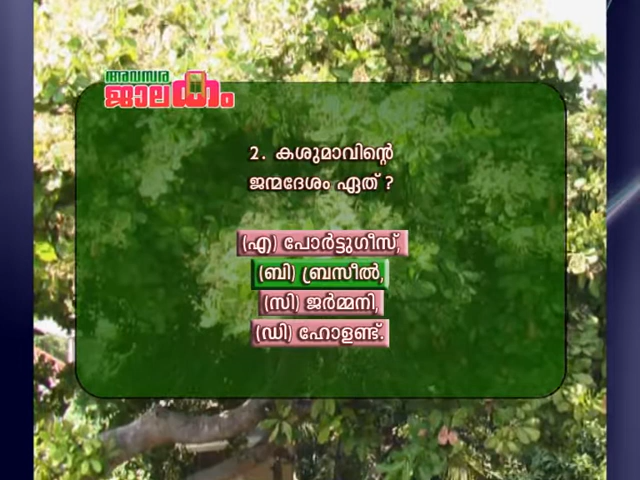 അവസര
ജാലകം
2. കശുമാവിന്റെ
ജന്മദേശം ഏത് ?
(എ) പോർട്ടുഗീസ്,
(ബി) ബ്രസീൽ,
(സി) ജർമ്മനി,
(ഡി) ഹോളണ്ട്.